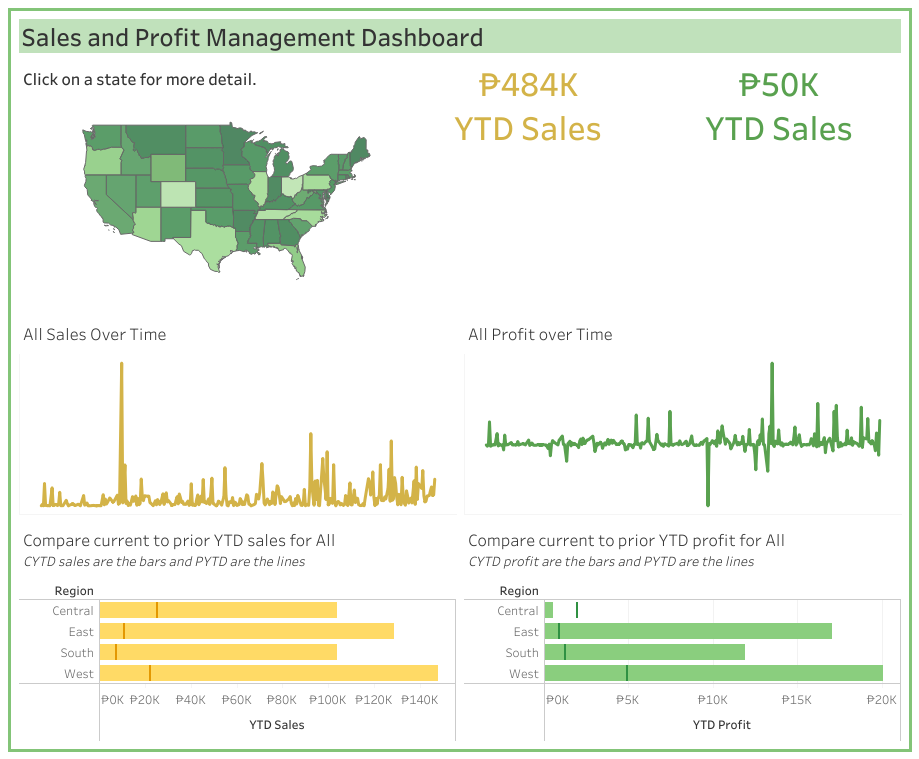 Sales and Profit Management Dashboard
Click on a state for more detail.
₱484K
YTD Sales
₱50K
YTD Sales
All Sales Over Time
All Profit over Time
Compare current to prior YTD sales for All
CYTD sales are the bars and PYTD are the lines
Region
Central
East
South
West
₱0K ₱20K ₱40K ₱60K ₱80K ₱100K ₱120K ₱140K
YTD Sales
Compare current to prior YTD profit for All
CYTD profit are the bars and PYTD are the lines
Region
Central
East
South
West
₱0K ₱5K ₱10K ₱15K ₱20K
YTD Profit